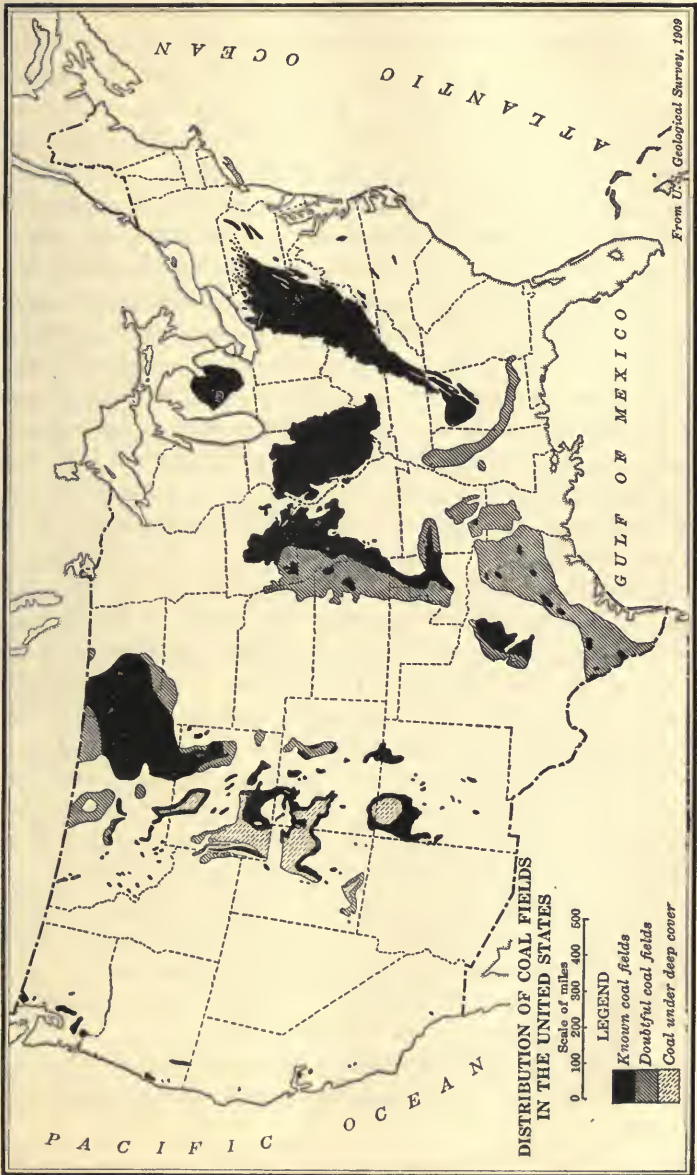 PACIFIC OCEAN
ATLANTIC OCEAN
GULF OF MEXICO
DISTRIBUTION OF COAL FIELDS
IN THE UNITED STATES
Scale of miles
0 100 200 300 400 500
LEGEND
Known coal fields
Doubtful coal fields
Coal under deep cover
From U.S. Geological Survey, 1909